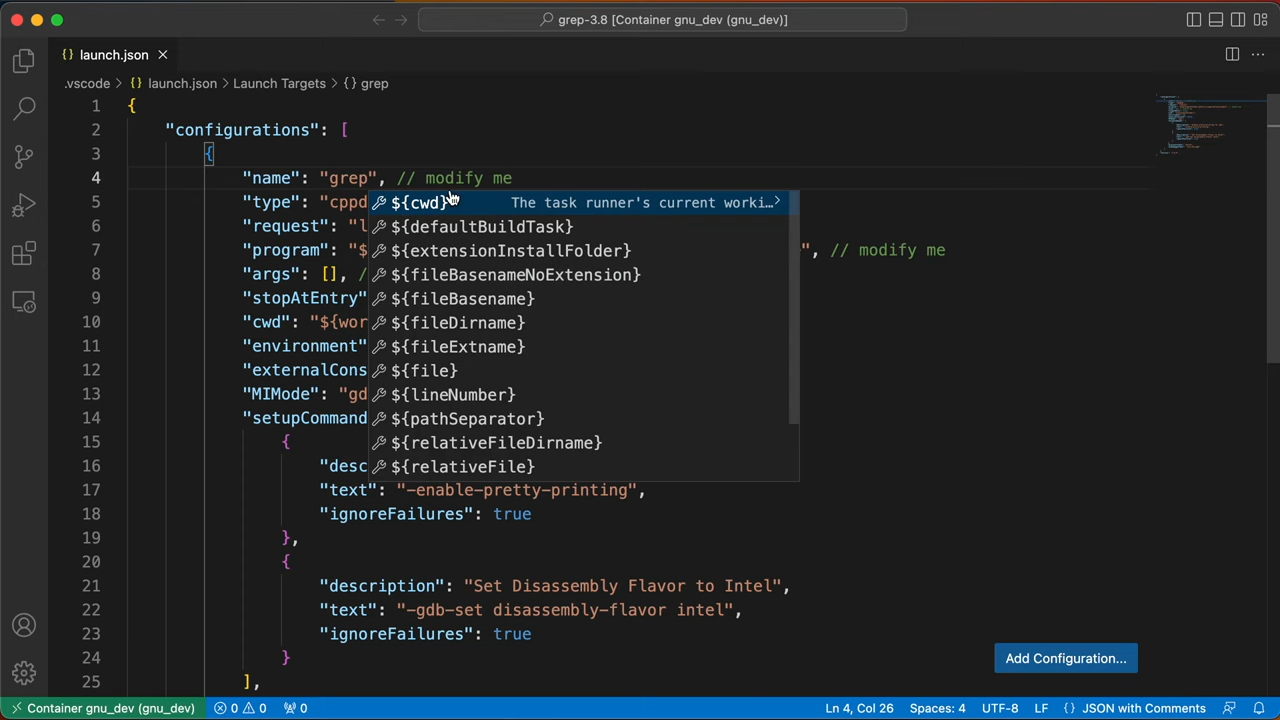 grep-3.8 [Container gnu_dev (gnu_dev)]
{} launch.json
.vscode > {} launch.json > Launch Targets > {} grep
1 {
2 "configurations": [
3 {
4 "name": "grep", // modify me
5 "type": "cppd
6 "request": "l
7 "program": "$ ", // modify me
8 "args": [], /
9 "stopAtEntry"
10 "cwd": "${wor
11 "environment"
12 "externalCons
13 "MIMode": "gd
14 "setupCommand
15 {
16 "desc
17 "text": "-enable-pretty-printing",
18 "ignoreFailures": true
19 },
20 {
21 "description": "Set Disassembly Flavor to Intel",
22 "text": "-gdb-set disassembly-flavor intel",
23 "ignoreFailures": true
24 }
25 ],
${cwd} The task runner's current worki…
${defaultBuildTask}
${extensionInstallFolder}
${fileBasenameNoExtension}
${fileBasename}
${fileDirname}
${fileExtname}
${file}
${lineNumber}
${pathSeparator}
${relativeFileDirname}
${relativeFile}
Add Configuration...
Container gnu_dev (gnu_dev) 0 0 0 Ln 4, Col 26 Spaces: 4 UTF-8 LF {} JSON with Comments